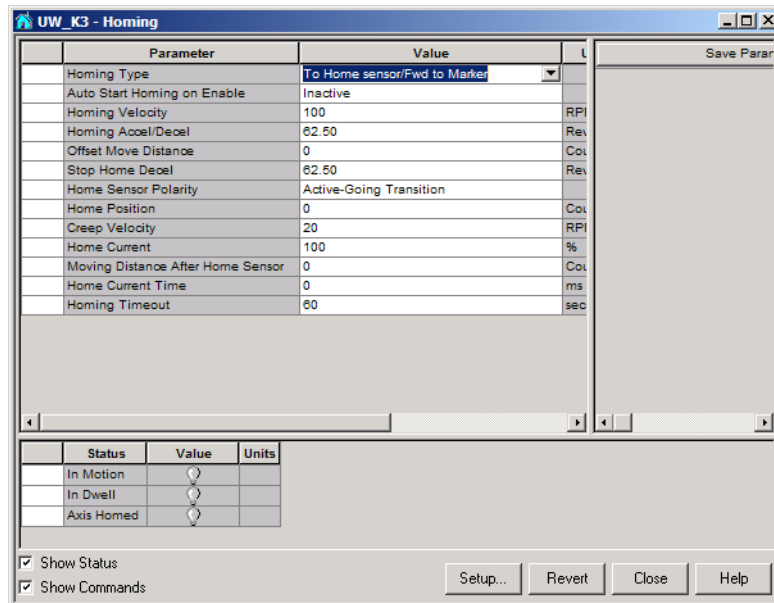 UW_K3 - Homing
Parameter Value Save Parar
Homing Type To Home sensor/Fwd to Marker
Auto Start Homing on Enable Inactive
Homing Velocity 100 RPI
Homing Accel/Decel 62.50 Rev
Offset Move Distance 0 Cou
Stop Home Decel 62.50 Rev
Home Sensor Polarity Active-Going Transition
Home Position 0 Cou
Creep Velocity 20 RPI
Home Current 100 %
Moving Distance After Home Sensor 0 Cou
Home Current Time 0 ms
Homing Timeout 60 sec
Status Value Units
In Motion
In Dwell
Axis Homed
Show Status
Show Commands
Setup... Revert Close Help